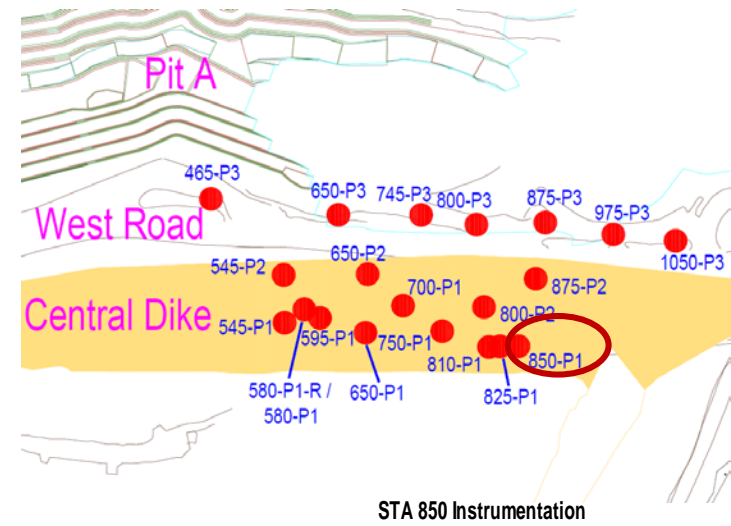 Pit A
465-P3
650-P3
745-P3
800-P3
875-P3
975-P3
1050-P3
West Road
545-P2
650-P2
875-P2
700-P1
800-P2
Central Dike
545-P1
595-P1
750-P1
810-P1
850-P1
580-P1-R /
580-P1
650-P1
825-P1
STA 850 Instrumentation